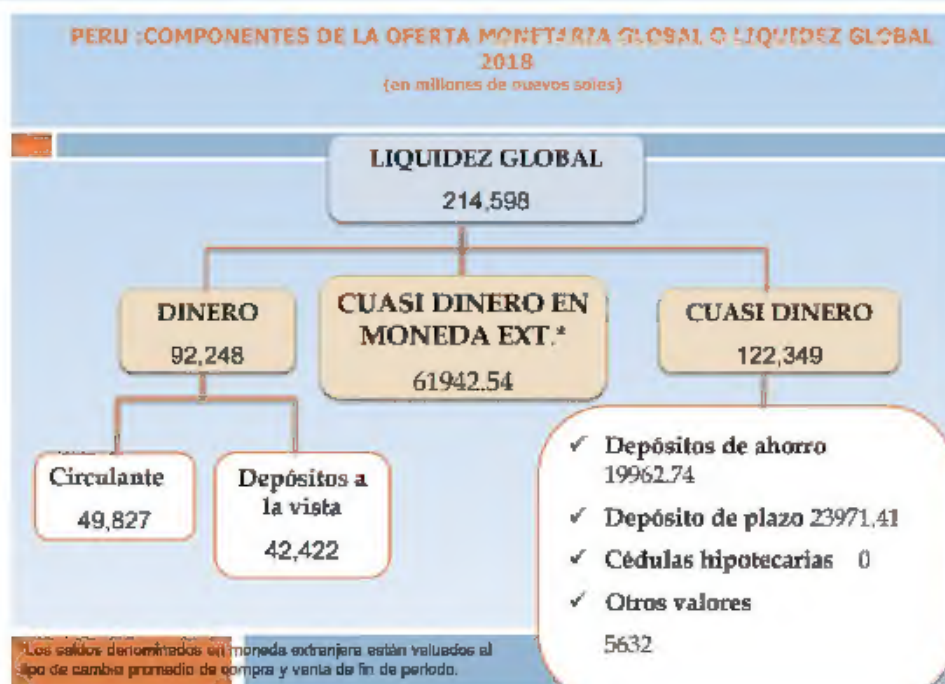 PERU :COMPONENTES DE LA OFERTA MONETARIA GLOBAL O LIQUIDEZ GLOBAL
2018
(en millones de nuevos soles)
LIQUIDEZ GLOBAL
214,598
DINERO
92,248
CUASI DINERO EN
MONEDA EXT.*
61942.54
CUASI DINERO
122,349
Circulante
49,827
Depósitos a
la vista
42,422
✓ Depósitos de ahorro
19962.74
✓ Depósito de plazo 23971,41
✓ Cédulas hipotecarias 0
✓ Otros valores
5632
*Los saldos denominados en moneda extranjera están valuados al
tipo de cambio promedio de compra y venta de fin de periodo.